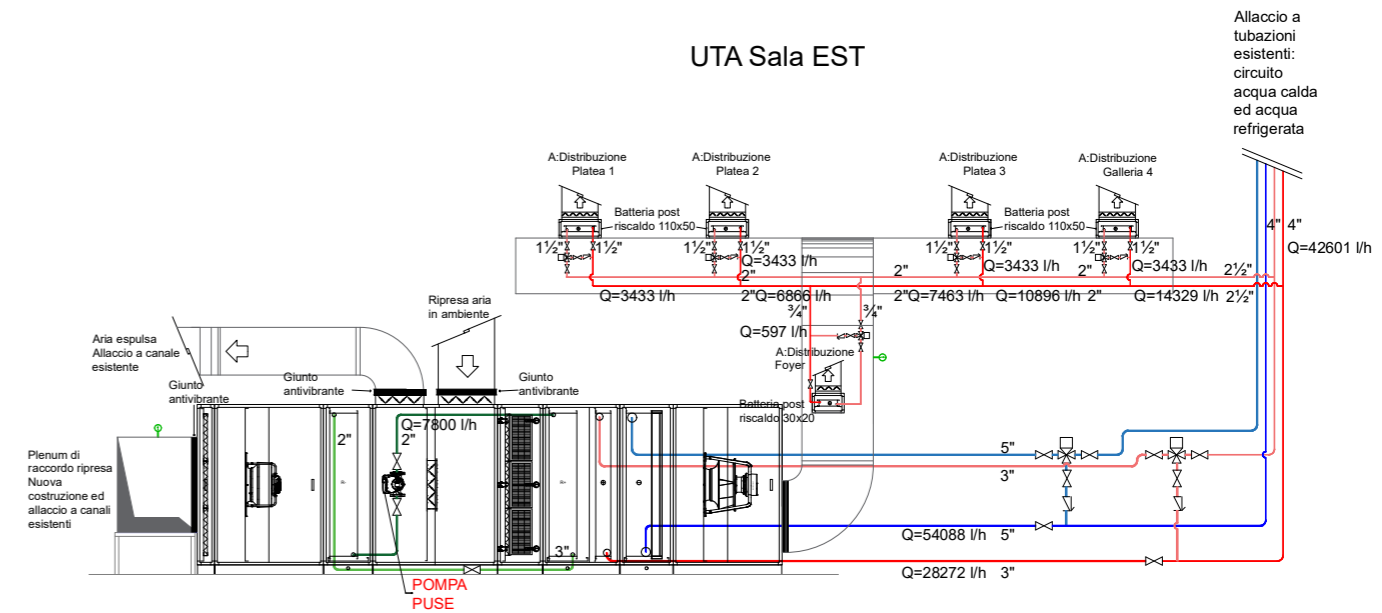 UTA Sala EST
Allaccio a
tubazioni
esistenti:
circuito
acqua calda
ed acqua
refrigerata
A:Distribuzione
Platea 1
A:Distribuzione
Platea 2
A:Distribuzione
Platea 3
A:Distribuzione
Galleria 4
Batteria post
riscaldo 110x50
Batteria post
riscaldo 110x50
4" 4"
Q=42601 l/h
1½" 1½"
1½" 1½"
1½" 1½"
1½" 1½"
Q=3433 l/h
Q=3433 l/h
Q=3433 l/h
2"
2"
2"
2½"
Q=3433 l/h
2"Q=6866 l/h
2"Q=7463 l/h
Q=10896 l/h 2"
Q=14329 l/h 2½"
¾"
¾"
Q=597 l/h
A:Distribuzione
Foyer
Batteria post
riscaldo 30x20
Ripresa aria
in ambiente
Aria espulsa
Allaccio a canale
esistente
Giunto
antivibrante
Giunto
antivibrante
Giunto
antivibrante
Plenum di
raccordo ripresa
Nuova
costruzione ed
allaccio a canali
esistenti
Q=7800 l/h
2"
2"
3"
5"
3"
Q=54088 l/h 5"
Q=28272 l/h 3"
POMPA
PUSE